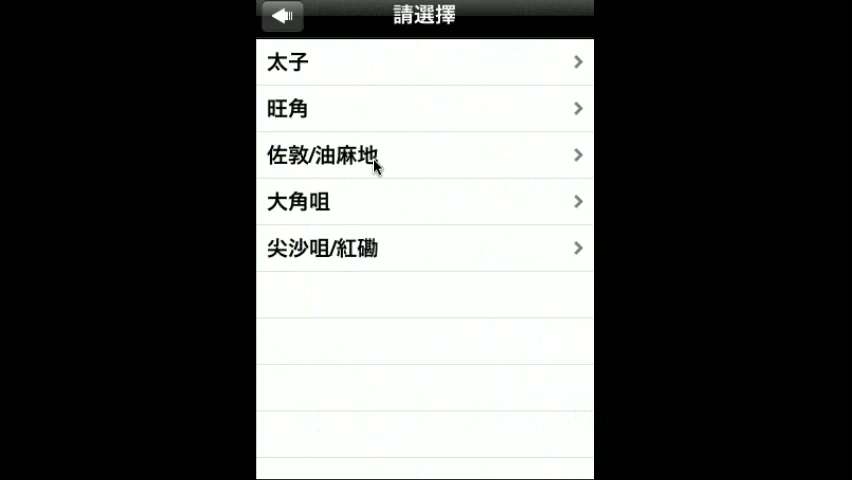 請選擇
太子
旺角
佐敦/油麻地
大角咀
尖沙咀/紅磡